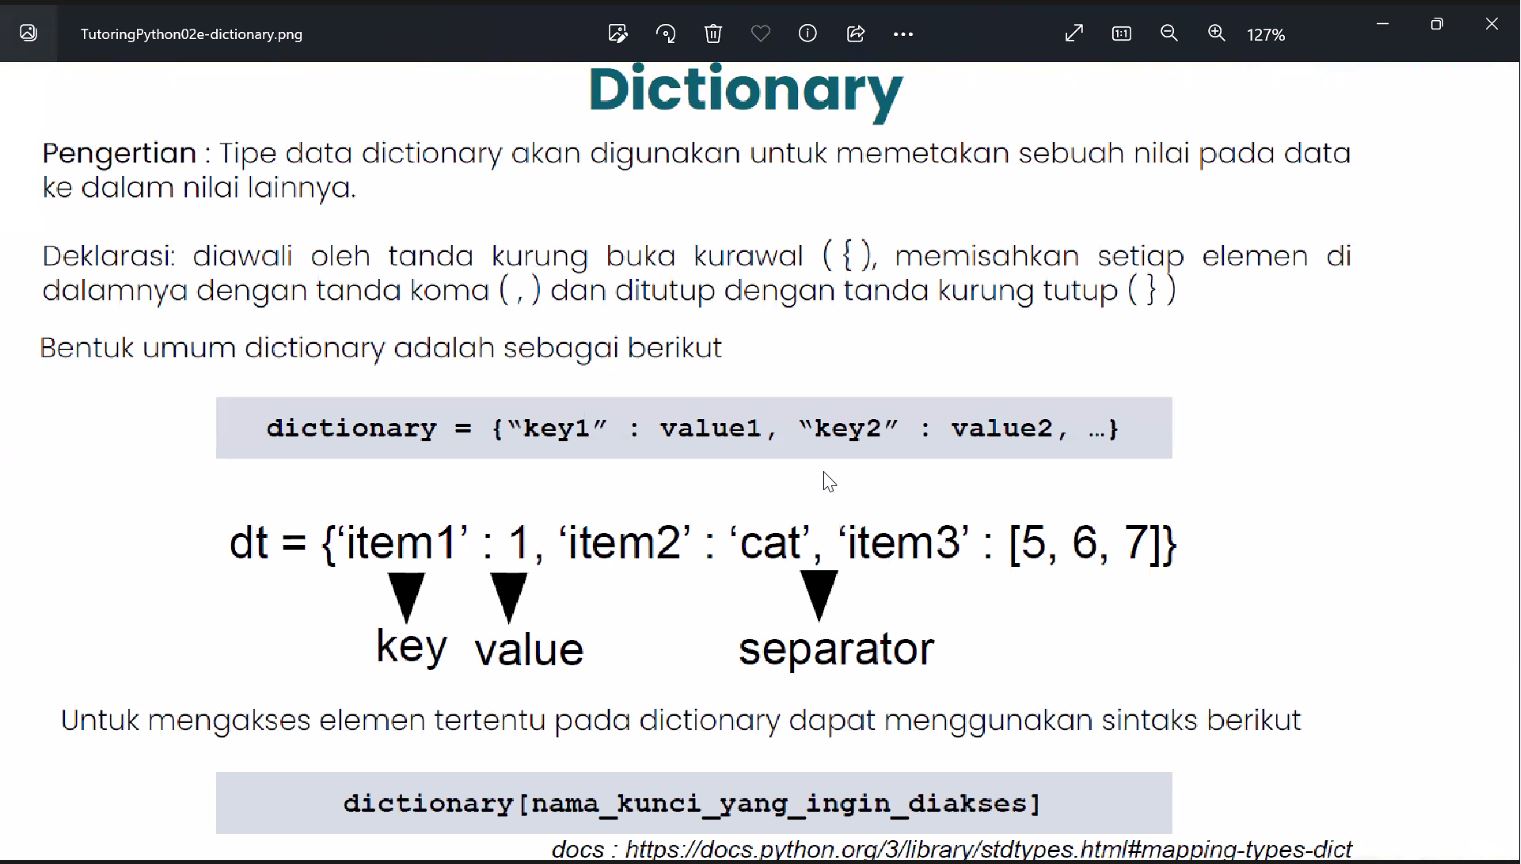 TutoringPython02e-dictionary.png
127%
Dictionary
Pengertian : Tipe data dictionary akan digunakan untuk memetakan sebuah nilai pada data
ke dalam nilai lainnya.
Deklarasi: diawali oleh tanda kurung buka kurawal ( { ), memisahkan setiap elemen di
dalamnya dengan tanda koma ( , ) dan ditutup dengan tanda kurung tutup ( } )
Bentuk umum dictionary adalah sebagai berikut
dictionary = {“key1” : value1, “key2” : value2, …}
dt = {‘item1’ : 1, ‘item2’ : ‘cat’, ‘item3’ : [5, 6, 7]}
key value separator
Untuk mengakses elemen tertentu pada dictionary dapat menggunakan sintaks berikut
dictionary[nama_kunci_yang_ingin_diakses]
docs : https://docs.python.org/3/library/stdtypes.html#mapping-types-dict